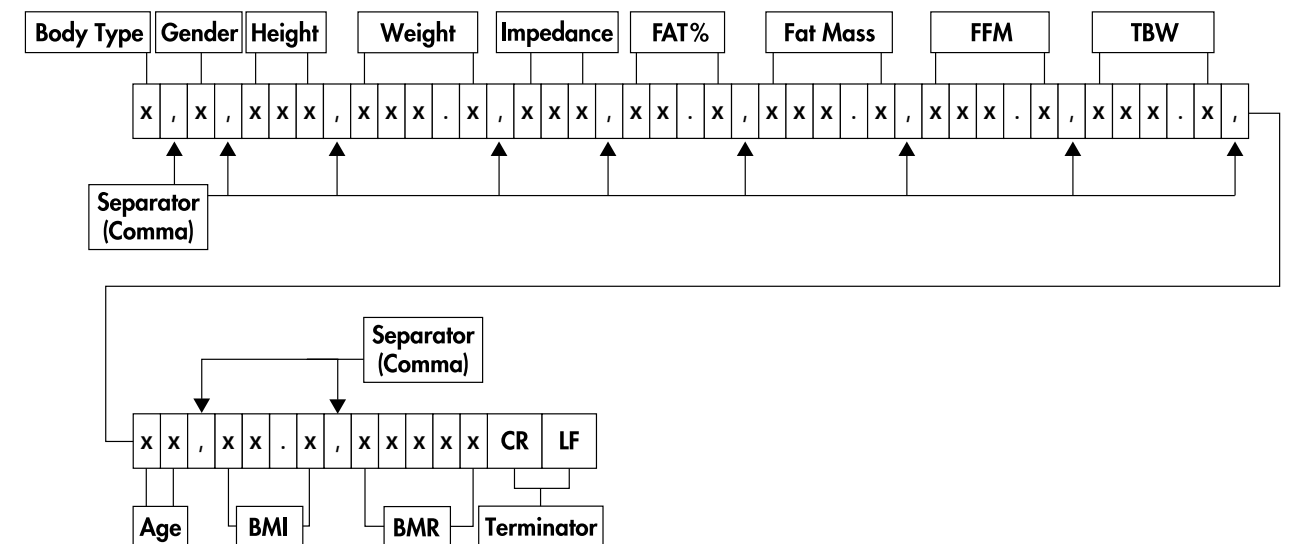 Body Type Gender Height Weight Impedance FAT% Fat Mass FFM TBW
x , x , x x x , x x x . x , x x x , x x . x , x x x . x , x x x . x , x x x . x ,
Separator
(Comma)
Separator
(Comma)
x x , x x . x , x x x x x CR LF
Age BMI BMR Terminator